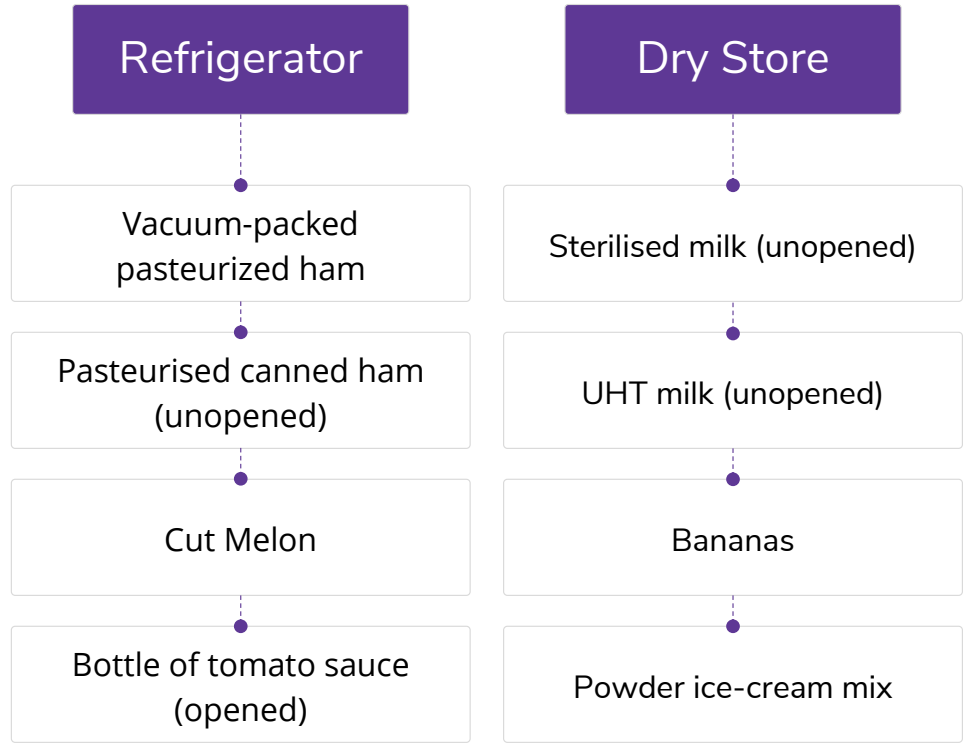 Refrigerator
Vacuum-packed
pasteurized ham
Pasteurised canned ham
(unopened)
Cut Melon
Bottle of tomato sauce
(opened)
Dry Store
Sterilised milk (unopened)
UHT milk (unopened)
Bananas
Powder ice-cream mix